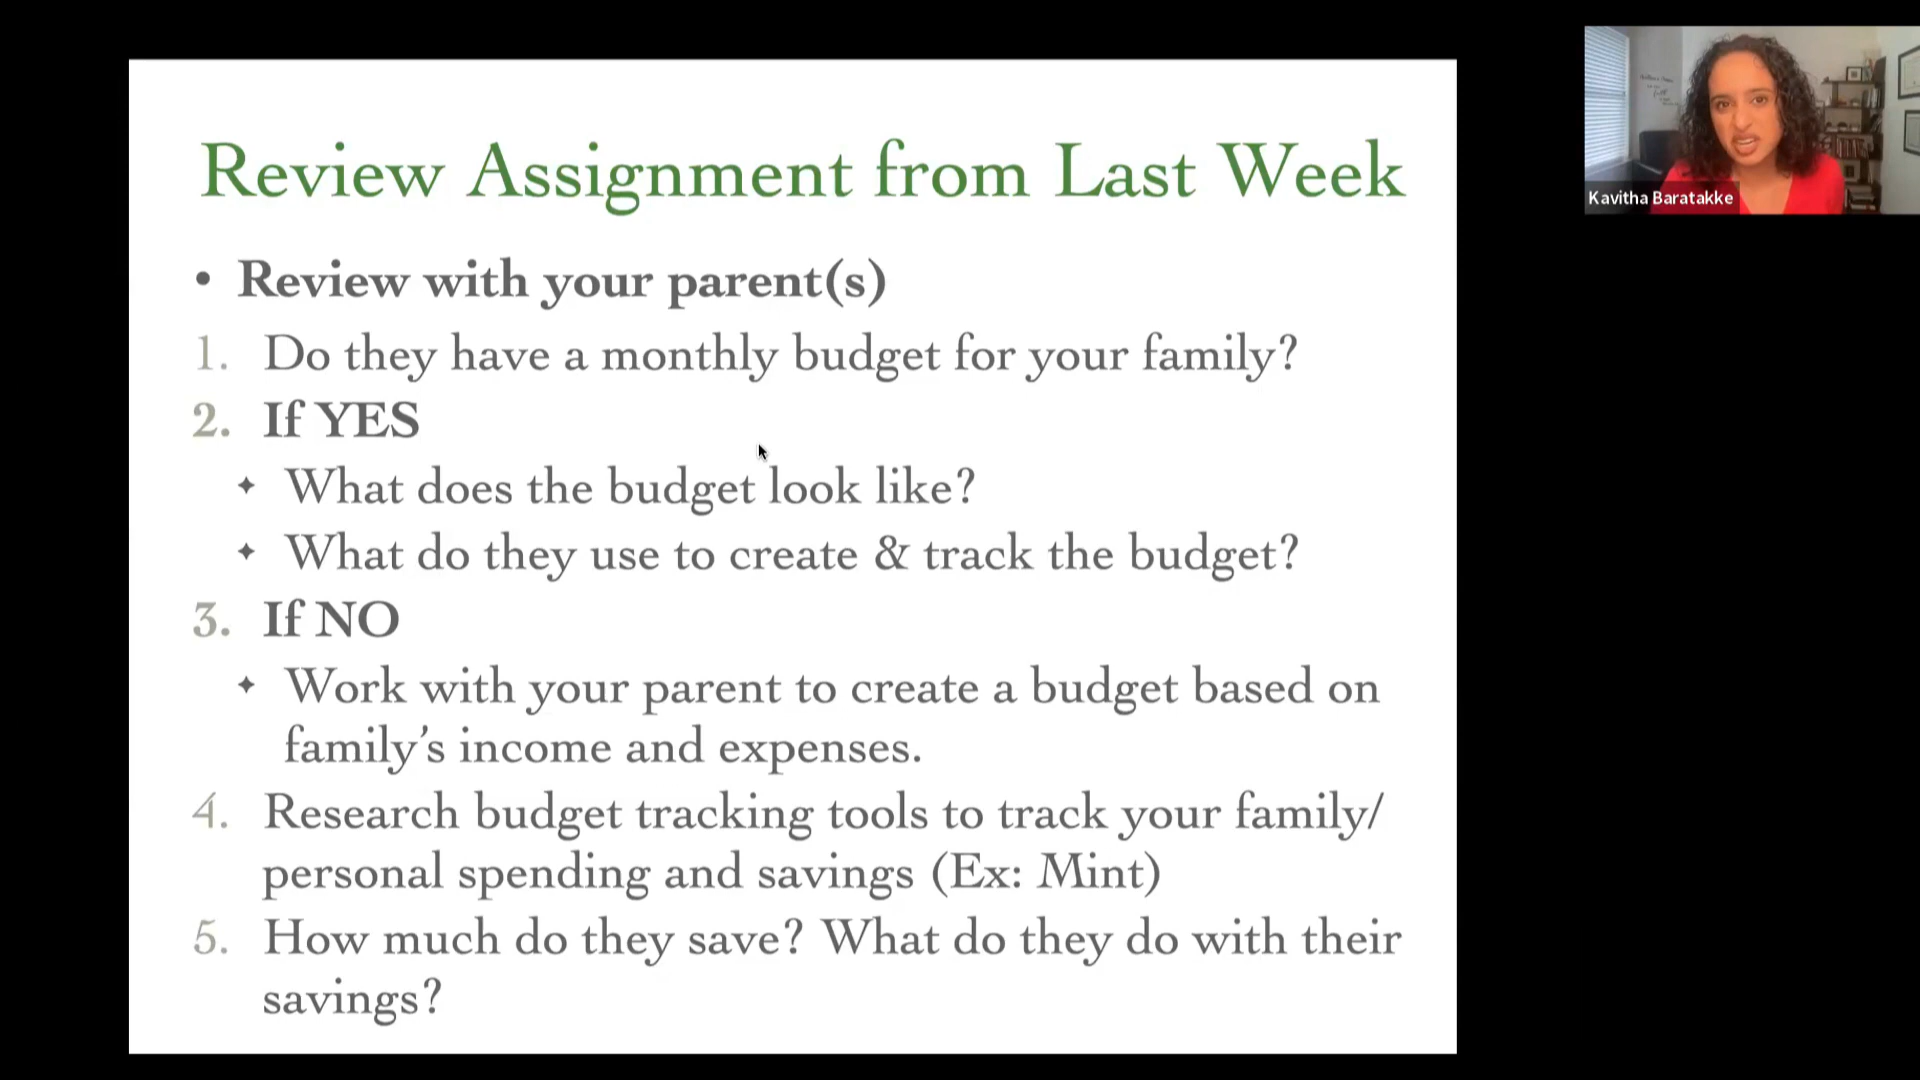 Review Assignment from Last Week
• Review with your parent(s)
1. Do they have a monthly budget for your family?
2. If YES
✦ What does the budget look like?
✦ What do they use to create & track the budget?
3. If NO
✦ Work with your parent to create a budget based on
family’s income and expenses.
4. Research budget tracking tools to track your family/
personal spending and savings (Ex: Mint)
5. How much do they save? What do they do with their
savings?
Kavitha Baratakke